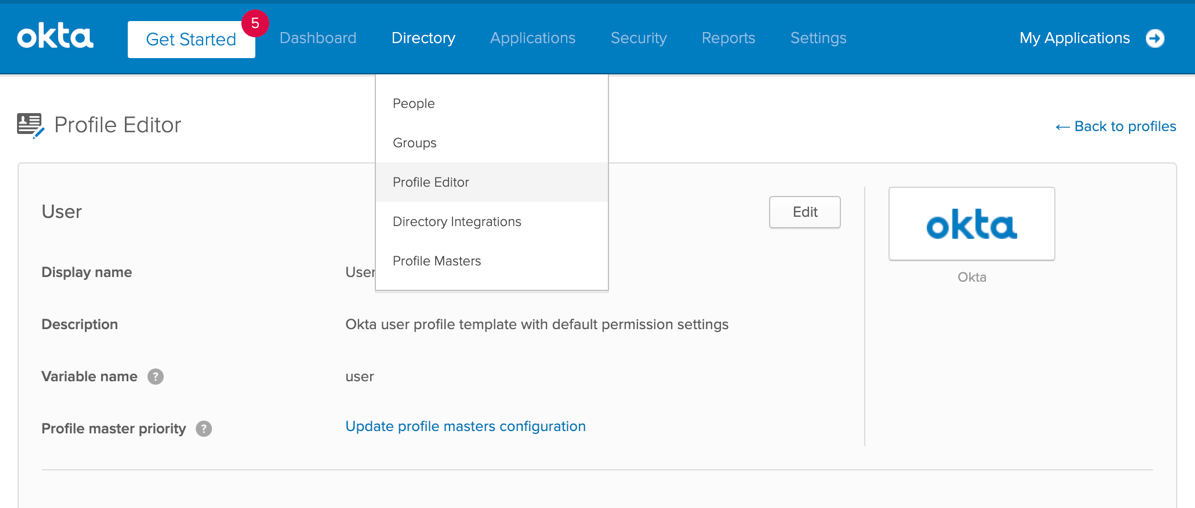 okta
Get Started
5
Dashboard
Directory
Applications
Security
Reports
Settings
My Applications
People
Groups
Profile Editor
Directory Integrations
Profile Masters
Profile Editor
← Back to profiles
User
Edit
okta
Okta
Display name
User
Description
Okta user profile template with default permission settings
Variable name ?
user
Profile master priority ?
Update profile masters configuration